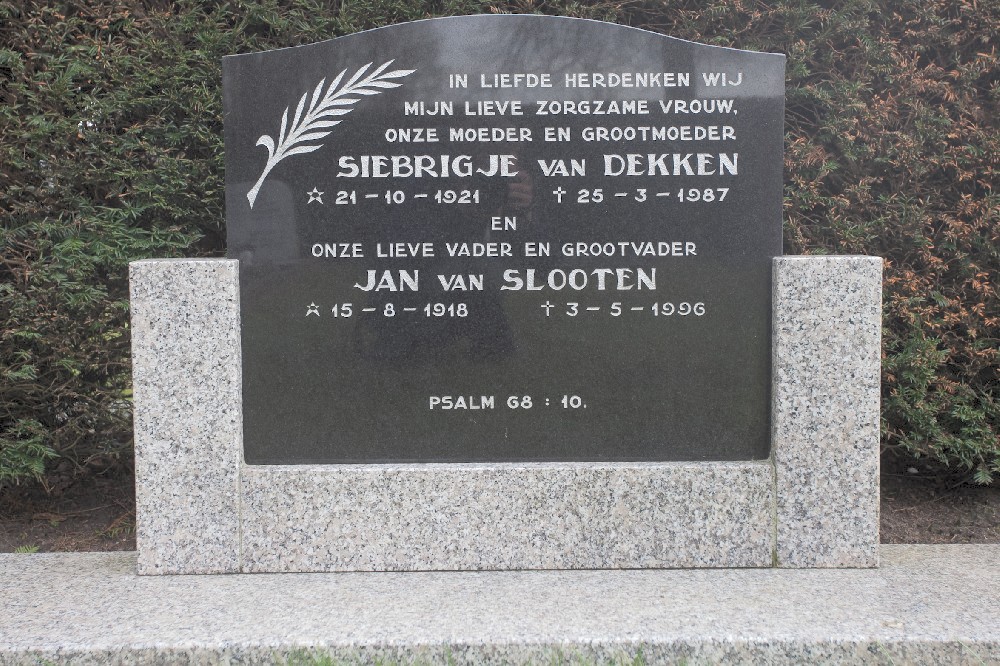 IN LIEFDE HERDENKEN WIJ
MIJN LIEVE ZORGZAME VROUW,
ONZE MOEDER EN GROOTMOEDER
SIEBRIGJE VAN DEKKEN
☆ 21-10-1921 † 25-3-1987
EN
ONZE LIEVE VADER EN GROOTVADER
JAN VAN SLOOTEN
☆ 15-8-1918 † 3-5-1996
PSALM 68 : 10.